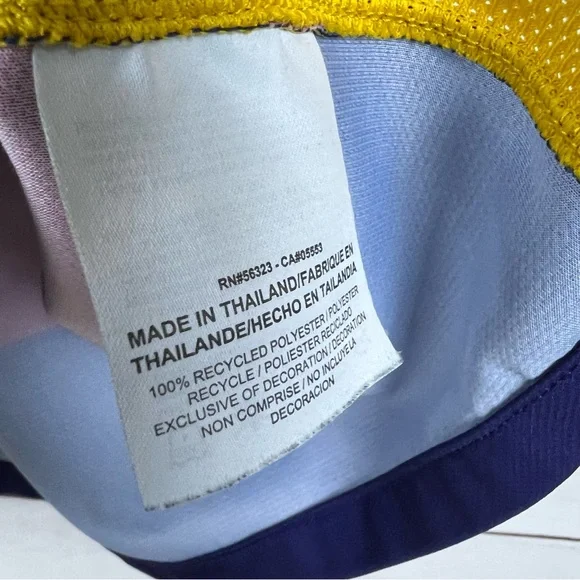 RN#56323 - CA#05553
MADE IN THAILAND/FABRIQUE EN
THAILANDE/HECHO EN TAILANDIA
100% RECYCLED POLYESTER / POLYESTER
RECYCLE / POLIESTER RECICLADO
EXCLUSIVE OF DECORATION / DECORATION
NON COMPRISE / NO INCLUYE LA
DECORACION